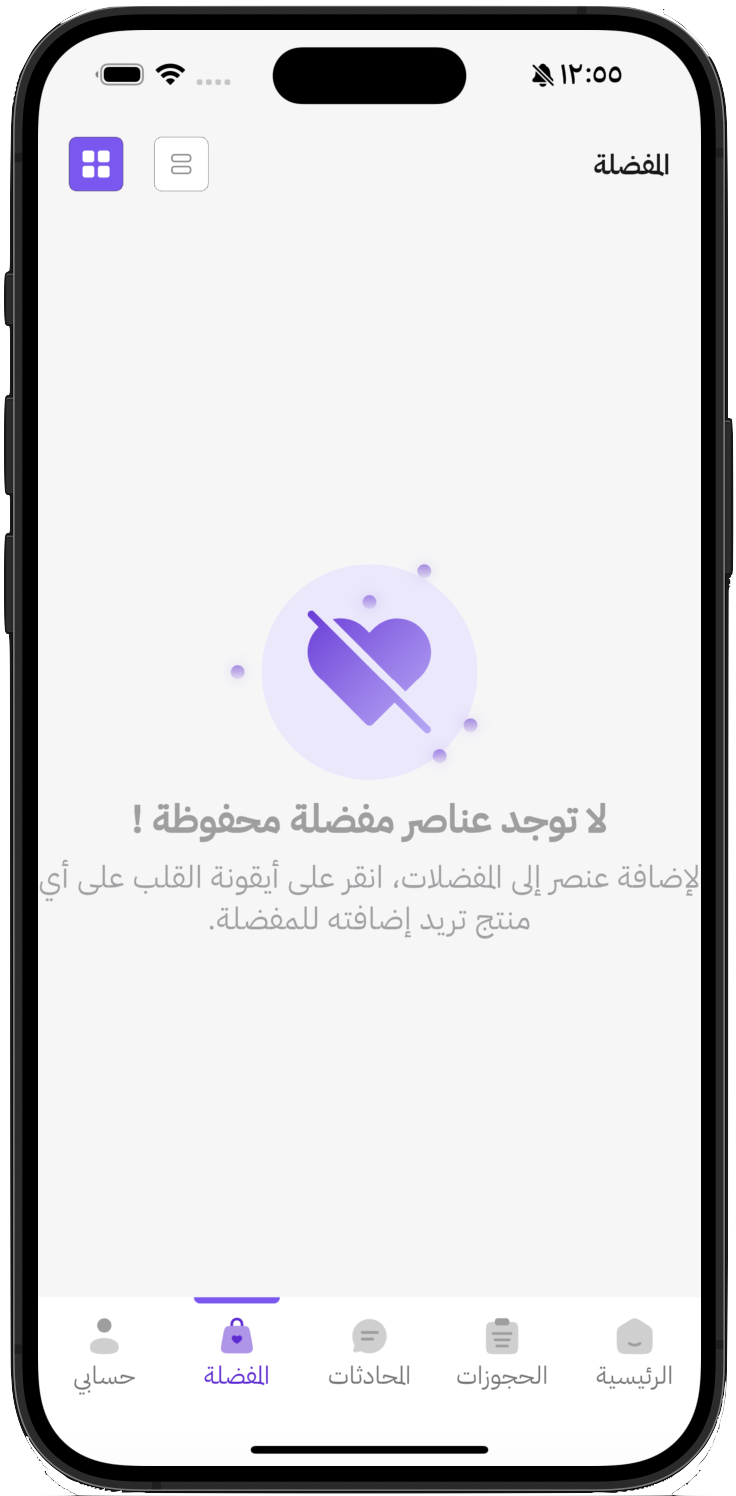 ١٢:٥٥
المفضلة
لا توجد عناصر مفضلة محفوظة !
لإضافة عنصر إلى المفضلات، انقر على أيقونة القلب على أي
منتج تريد إضافته للمفضلة.
الرئيسية
الحجوزات
المحادثات
المفضلة
حسابي